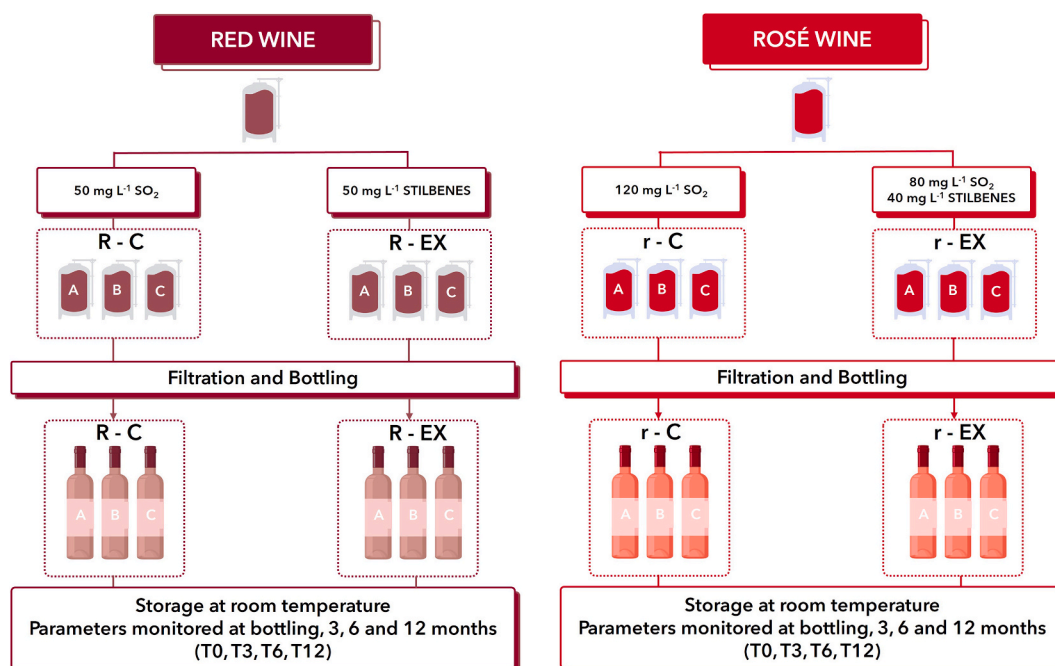 RED WINE
50 mg L⁻¹ SO₂
50 mg L⁻¹ STILBENES
R - C
A B C
R - EX
A B C
Filtration and Bottling
R - C
A B C
R - EX
A B C
Storage at room temperature
Parameters monitored at bottling, 3, 6 and 12 months
(T0, T3, T6, T12)
ROSÉ WINE
120 mg L⁻¹ SO₂
80 mg L⁻¹ SO₂
40 mg L⁻¹ STILBENES
r - C
A B C
r - EX
A B C
Filtration and Bottling
r - C
A B C
r - EX
A B C
Storage at room temperature
Parameters monitored at bottling, 3, 6 and 12 months
(T0, T3, T6, T12)